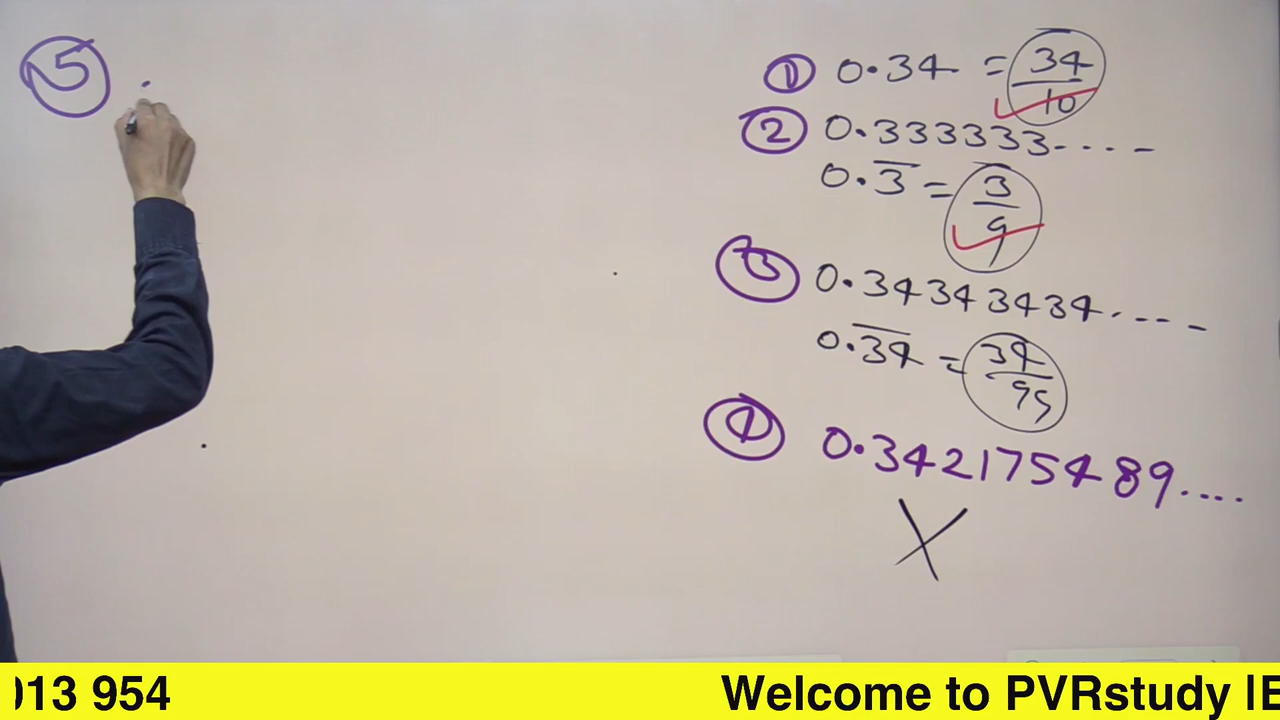 5
① 0.34 = 34/10
② 0.333333....
0.3̅ = 3/9
③ 0.34343434....
0.3̅4̅ = 34/99
④ 0.342175489....
X
013 954 Welcome to PVRstudy IE